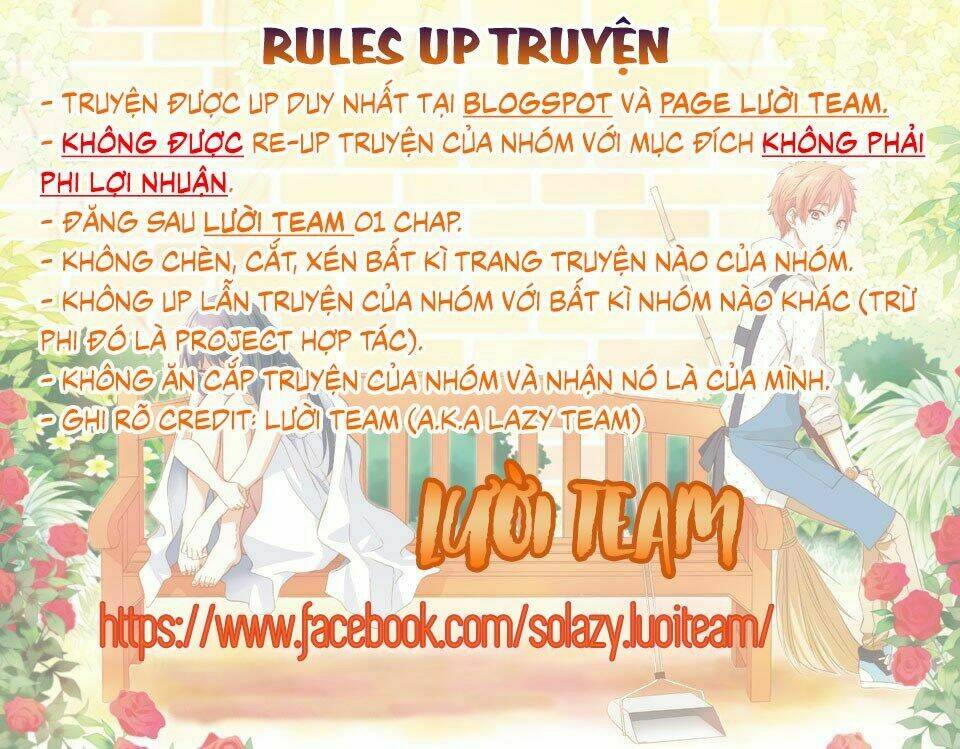 RULES UP TRUYỆN
- TRUYỆN ĐƯỢC UP DUY NHẤT TẠI BLOGSPOT VÀ PAGE LƯỜI TEAM.
- KHÔNG ĐƯỢC RE-UP TRUYỆN CỦA NHÓM VỚI MỤC ĐÍCH KHÔNG PHẢI
PHI LỢI NHUẬN.
- ĐĂNG SAU LƯỜI TEAM 01 CHAP.
- KHÔNG CHÈN, CẮT, XÉN BẤT KÌ TRANG TRUYỆN NÀO CỦA NHÓM.
- KHÔNG UP LẪN TRUYỆN CỦA NHÓM VỚI BẤT KÌ NHÓM NÀO KHÁC (TRỪ
PHI ĐÓ LÀ PROJECT HỢP TÁC).
- KHÔNG ĂN CẮP TRUYỆN CỦA NHÓM VÀ NHẬN NÓ LÀ CỦA MÌNH.
- GHI RÕ CREDIT: LƯỜI TEAM (A.K.A LAZY TEAM)
LƯỜI TEAM
https://www.facebook.com/solazy.luoiteam/